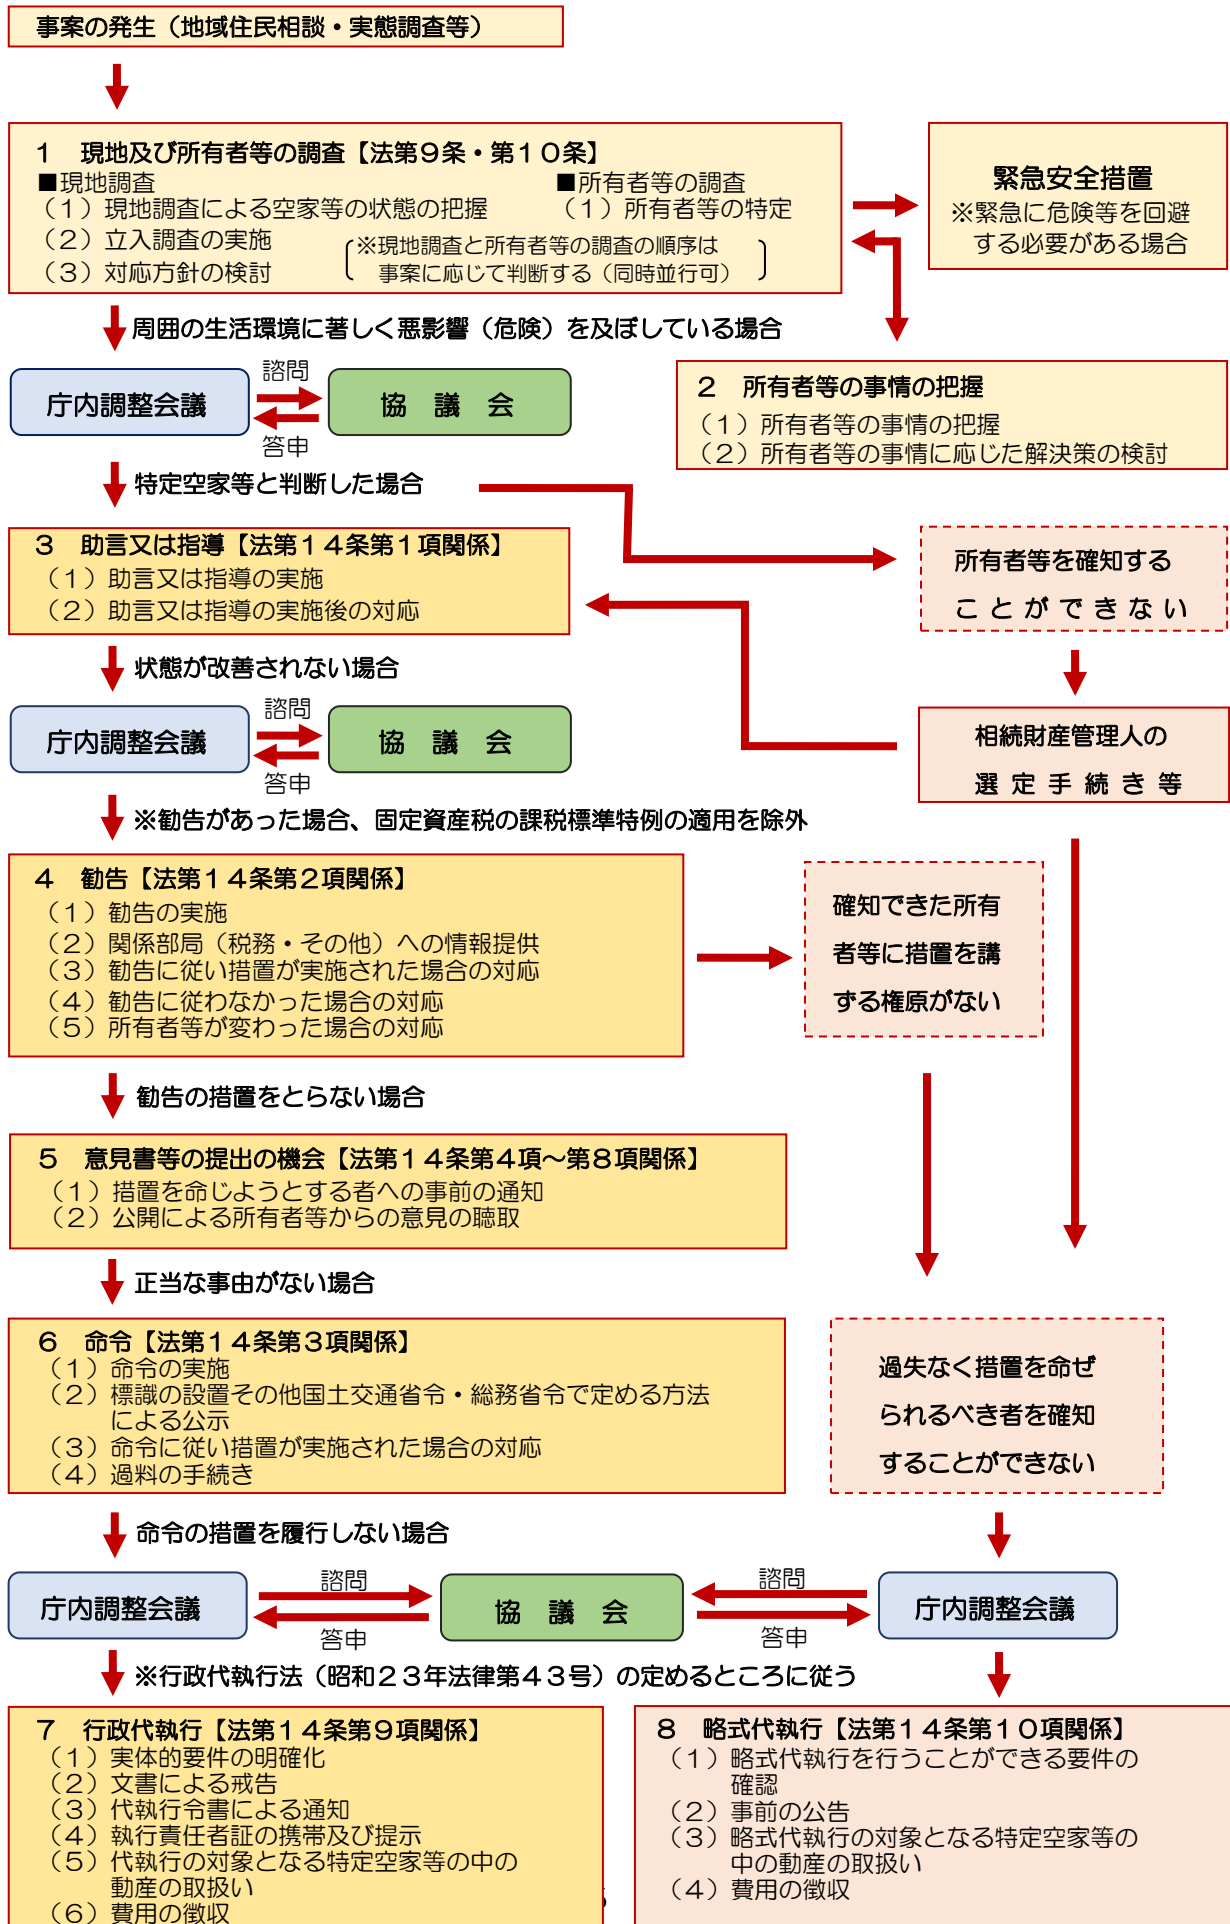 事案の発生（地域住民相談・実態調査等）
１　現地及び所有者等の調査【法第９条・第１０条】
■現地調査
（１）現地調査による空家等の状態の把握
（２）立入調査の実施
（３）対応方針の検討
■所有者等の調査
（１）所有者等の特定
※現地調査と所有者等の調査の順序は
事案に応じて判断する（同時並行可）
緊急安全措置
※緊急に危険等を回避
する必要がある場合
周囲の生活環境に著しく悪影響（危険）を及ぼしている場合
庁内調整会議
諮問
答申
協　議　会
２　所有者等の事情の把握
（１）所有者等の事情の把握
（２）所有者等の事情に応じた解決策の検討
特定空家等と判断した場合
３　助言又は指導【法第１４条第１項関係】
（１）助言又は指導の実施
（２）助言又は指導の実施後の対応
所有者等を確知する
ことができない
状態が改善されない場合
庁内調整会議
諮問
答申
協　議　会
相続財産管理人の
選定手続き等
※勧告があった場合、固定資産税の課税標準特例の適用を除外
４　勧告【法第１４条第２項関係】
（１）勧告の実施
（２）関係部局（税務・その他）への情報提供
（３）勧告に従い措置が実施された場合の対応
（４）勧告に従わなかった場合の対応
（５）所有者等が変わった場合の対応
確知できた所有
者等に措置を講
ずる権原がない
勧告の措置をとらない場合
５　意見書等の提出の機会【法第１４条第４項～第８項関係】
（１）措置を命じようとする者への事前の通知
（２）公開による所有者等からの意見の聴取
正当な事由がない場合
６　命令【法第１４条第３項関係】
（１）命令の実施
（２）標識の設置その他国土交通省令・総務省令で定める方法
による公示
（３）命令に従い措置が実施された場合の対応
（４）過料の手続き
過失なく措置を命ぜ
られるべき者を確知
することができない
命令の措置を履行しない場合
庁内調整会議
諮問
答申
協　議　会
諮問
答申
庁内調整会議
※行政代執行法（昭和２３年法律第４３号）の定めるところに従う
７　行政代執行【法第１４条第９項関係】
（１）実体的要件の明確化
（２）文書による戒告
（３）代執行令書による通知
（４）執行責任者証の携帯及び提示
（５）代執行の対象となる特定空家等の中の
動産の取扱い
（６）費用の徴収
８　略式代執行【法第１４条第１０項関係】
（１）略式代執行を行うことができる要件の
確認
（２）事前の公告
（３）略式代執行の対象となる特定空家等の
中の動産の取扱い
（４）費用の徴収